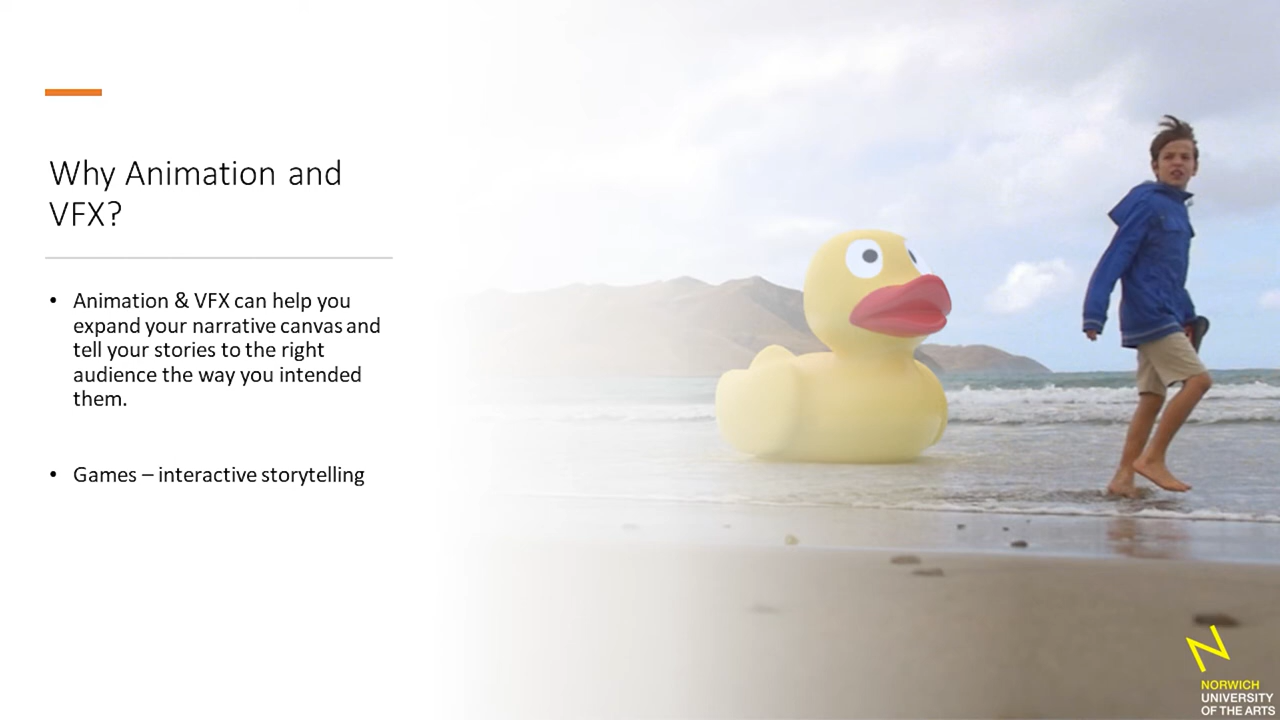 Why Animation and
VFX?
• Animation & VFX can help you
expand your narrative canvas and
tell your stories to the right
audience the way you intended
them.
• Games – interactive storytelling
NORWICH
UNIVERSITY
OF THE ARTS